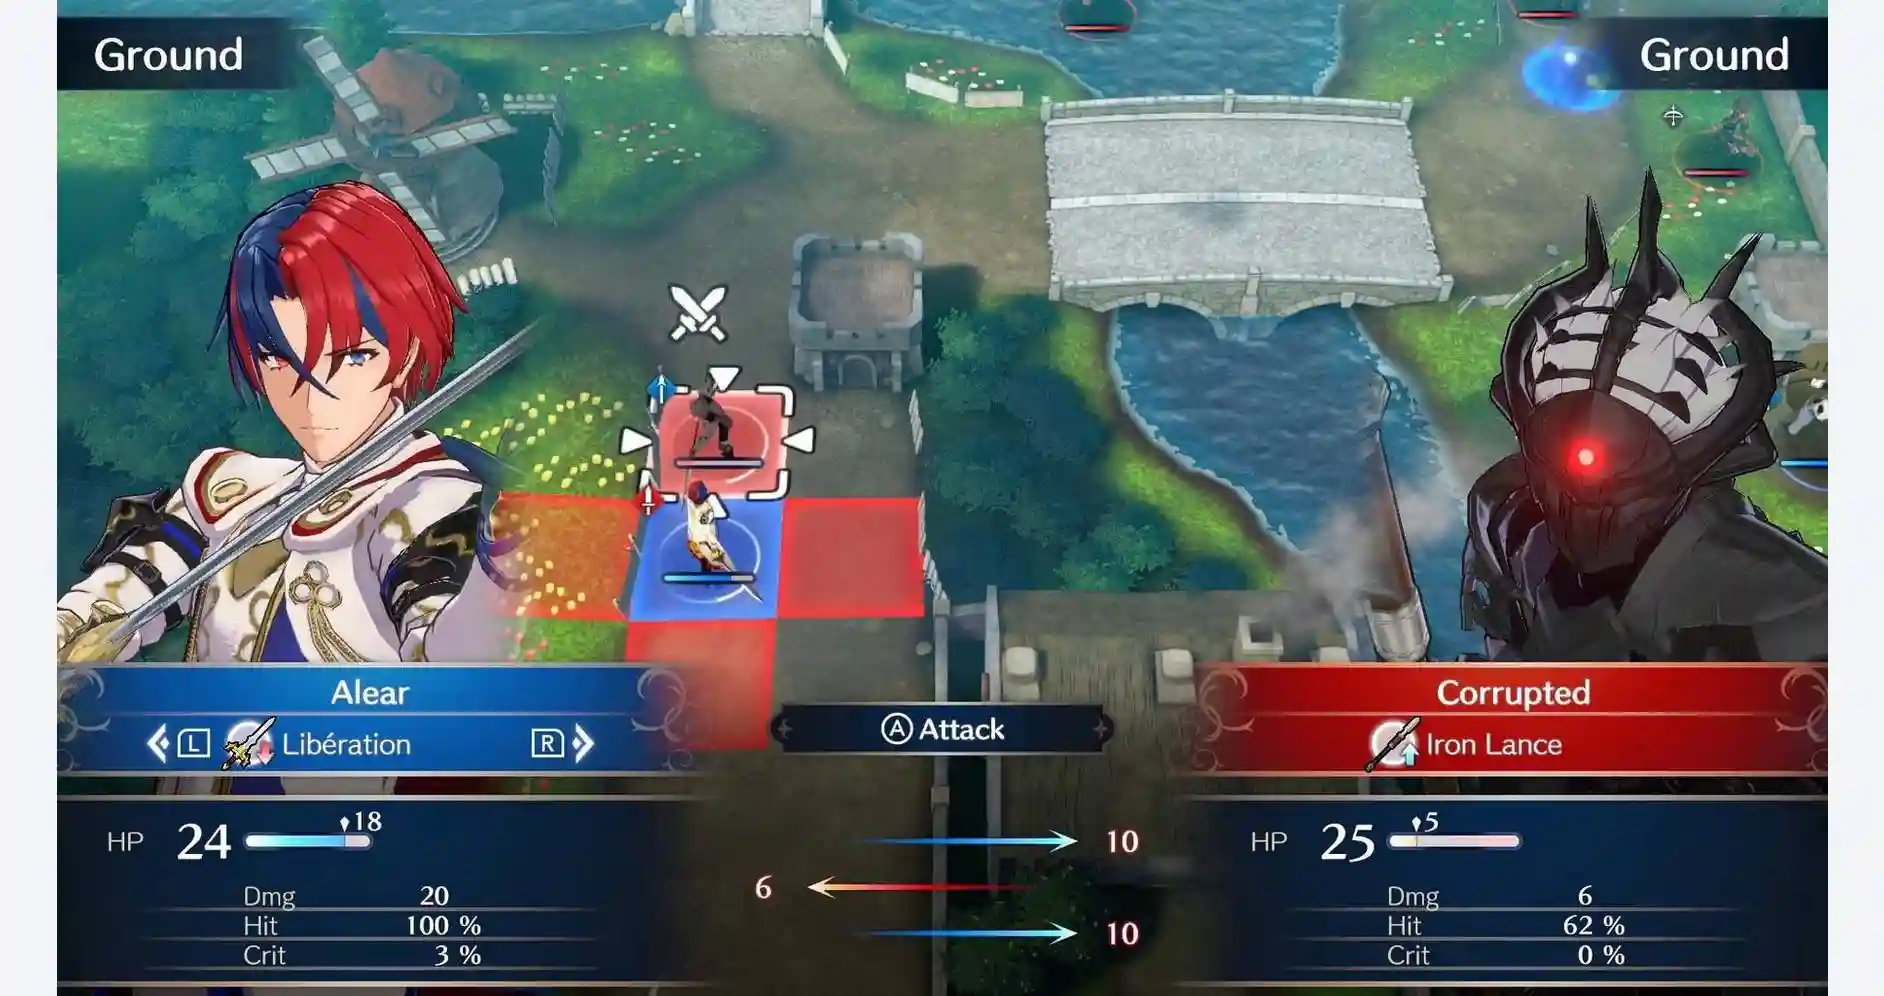 Ground
Ground
Alear
L Libération R
A Attack
Corrupted
Iron Lance
HP 24 18
Dmg 20
Hit 100 %
Crit 3 %
10
6
10
HP 25 5
Dmg 6
Hit 62 %
Crit 0 %